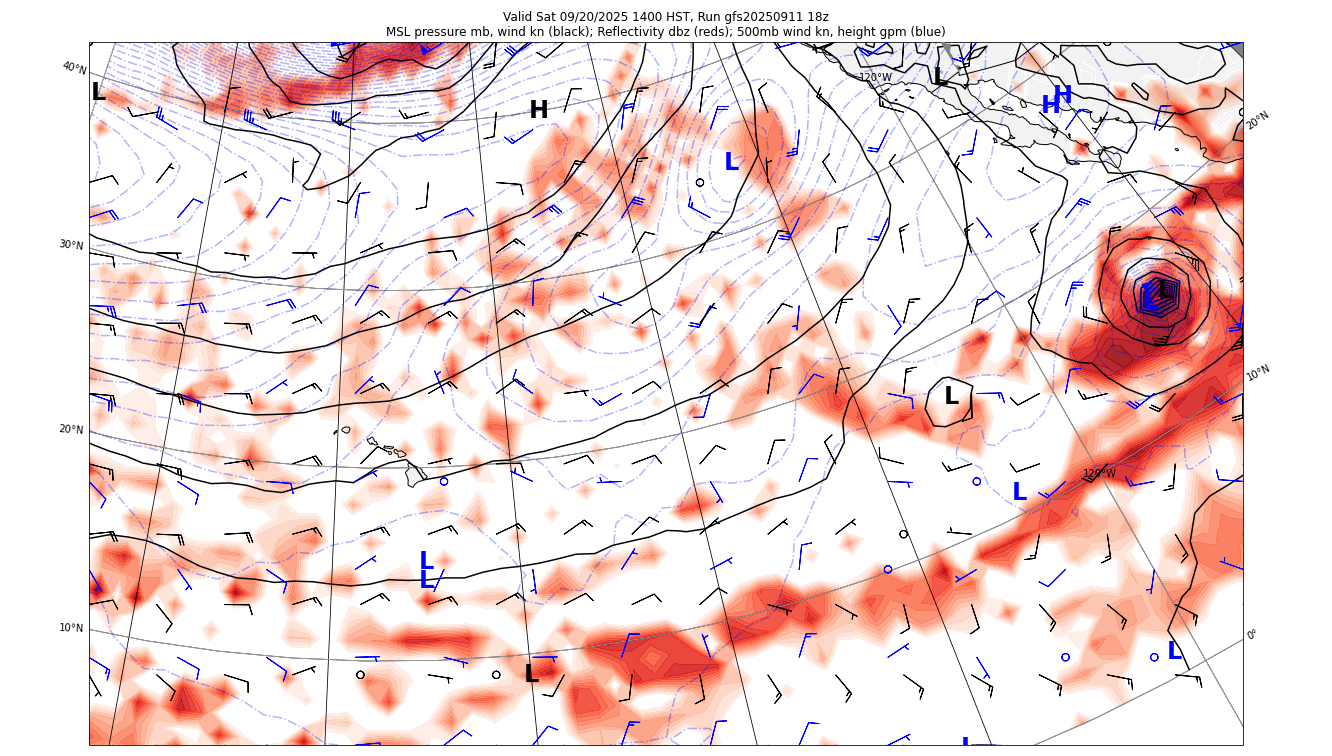 Valid Sat 09/20/2025 1400 HST, Run gfs20250911 18z
MSL pressure mb, wind kn (black); Reflectivity dbz (reds); 500mb wind kn, height gpm (blue)
40°N
120°W
L
L
H
H
H
20°N
L
30°N
L
L
10°N
L
20°N
120°W
L
L
L
10°N
0°
L
L
L